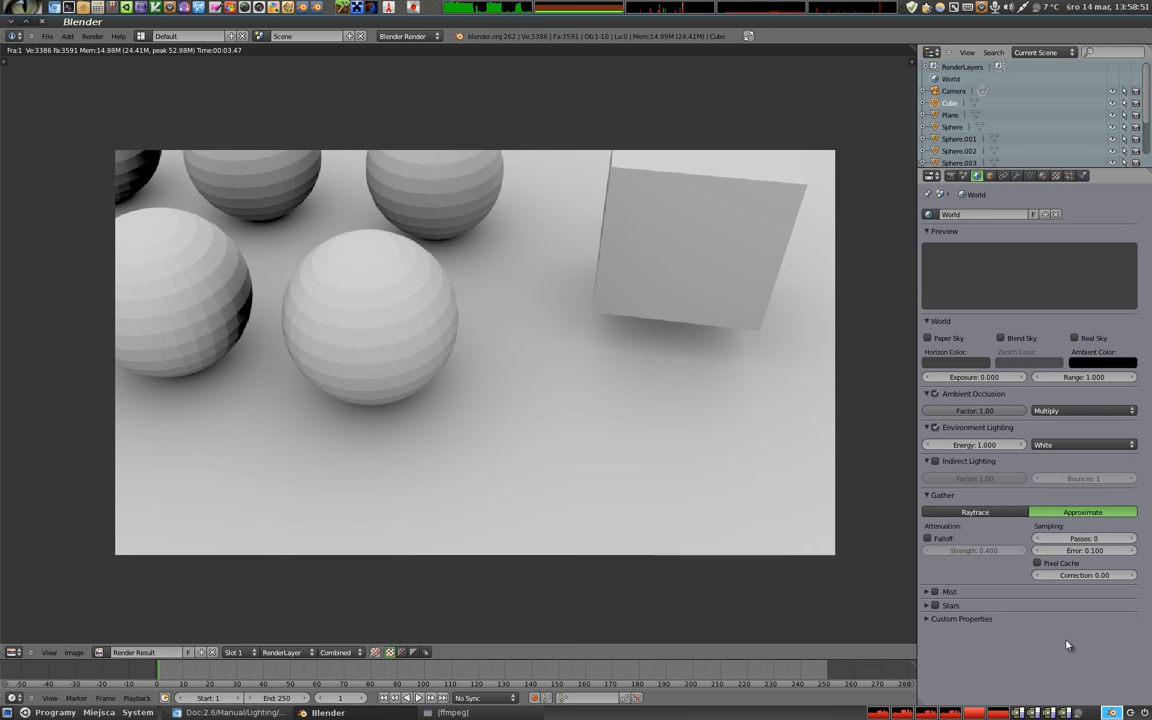 7 °C śro 14 mar, 13:58:51
Blender
File Add Render Help Default Scene Blender Render blender.org 262 | Ve:3386 | Fa:3591 | Ob:1-10 | La:0 | Mem:14.99M (24.41M) | Cube
Fra:1 Ve:3386 Fa:3591 Mem:14.98M (24.41M, peak 52.98M) Time:00:03.47
View Search Current Scene
RenderLayers
World
Camera
Cube
Plane
Sphere
Sphere.001
Sphere.002
Sphere.003
World
World F
Preview
World
Paper Sky Blend Sky Real Sky
Horizon Color: Zenith Color: Ambient Color:
Exposure: 0.000 Range: 1.000
Ambient Occlusion
Factor: 1.00 Multiply
Environment Lighting
Energy: 1.000 White
Indirect Lighting
Factor: 1.00 Bounces: 1
Gather
Raytrace Approximate
Attenuation: Sampling:
Falloff Passes: 0
Strength: 0.400 Error: 0.100
Pixel Cache
Correction: 0.00
Mist
Stars
Custom Properties
View Image Render Result F Slot 1 RenderLayer Combined
-50 -40 -30 -20 -10 0 10 20 30 40 50 60 70 80 90 100 110 120 130 140 150 160 170 180 190 200 210 220 230 240 250 260 270 280
View Marker Frame Playback Start: 1 End: 250 1 No Sync
Programy Miejsca System Doc:2.6/Manual/Lighting/... Blender [ffmpeg]